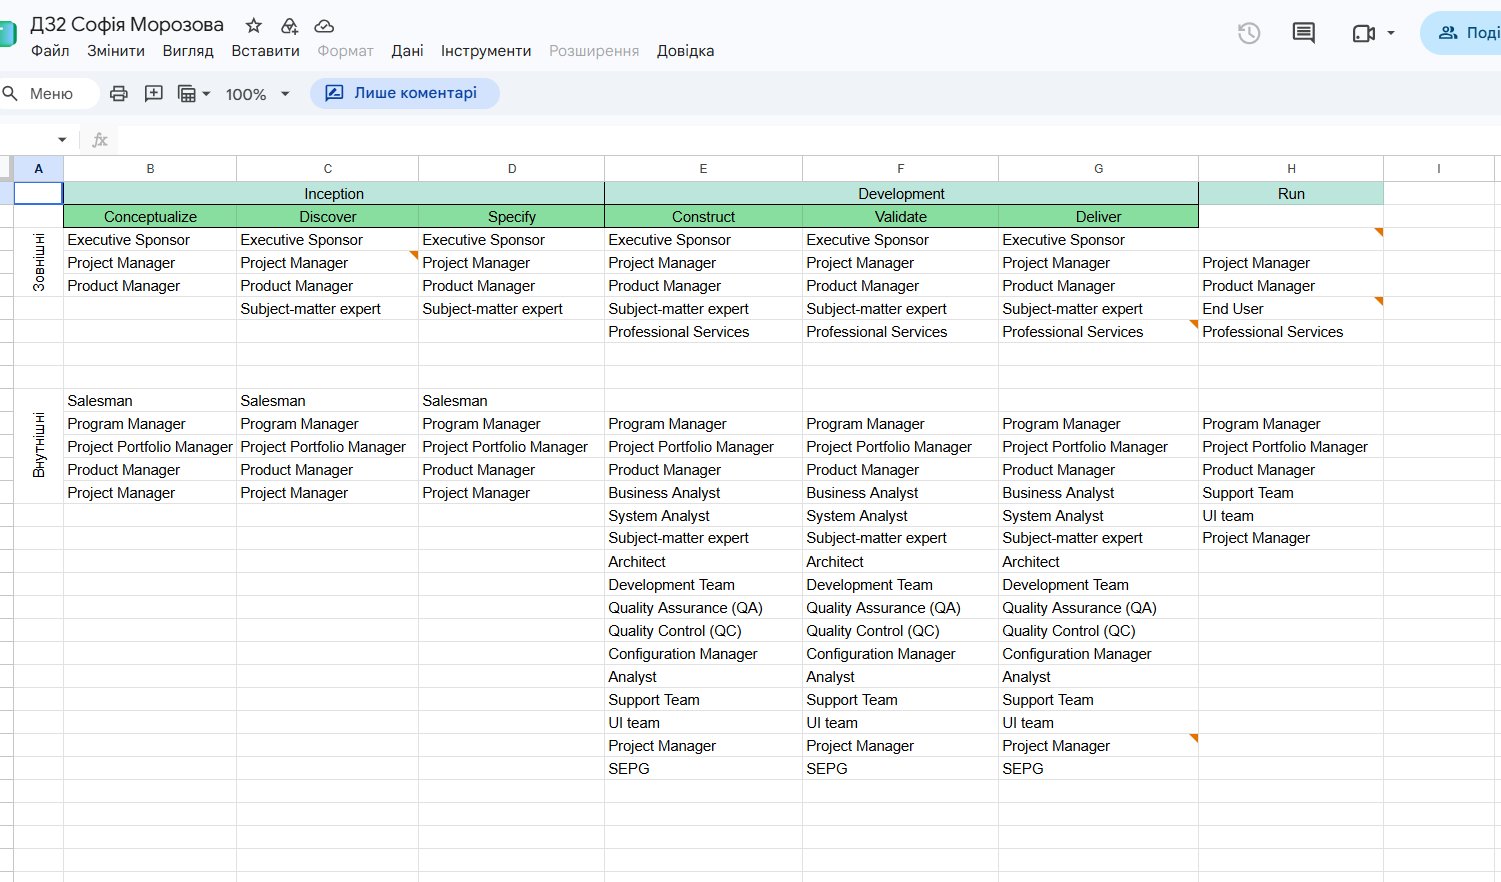 ДЗ2 Софія Морозова
Файл Змінити Вигляд Вставити Формат Дані Інструменти Розширення Довідка
Поді
Меню 100% Лише коментарі
fx
A B C D E F G H I
Inception Development Run
Conceptualize Discover Specify Construct Validate Deliver
Зовнішні
Executive Sponsor Executive Sponsor Executive Sponsor Executive Sponsor Executive Sponsor Executive Sponsor
Project Manager Project Manager Project Manager Project Manager Project Manager Project Manager Project Manager
Product Manager Product Manager Product Manager Product Manager Product Manager Product Manager Product Manager
Subject-matter expert Subject-matter expert Subject-matter expert Subject-matter expert Subject-matter expert End User
Professional Services Professional Services Professional Services Professional Services
Внутнішні
Salesman Salesman Salesman
Program Manager Program Manager Program Manager Program Manager Program Manager Program Manager Program Manager
Project Portfolio Manager Project Portfolio Manager Project Portfolio Manager Project Portfolio Manager Project Portfolio Manager Project Portfolio Manager Project Portfolio Manager
Product Manager Product Manager Product Manager Product Manager Product Manager Product Manager Product Manager
Project Manager Project Manager Project Manager Business Analyst Business Analyst Business Analyst Support Team
System Analyst System Analyst System Analyst UI team
Subject-matter expert Subject-matter expert Subject-matter expert Project Manager
Architect Architect Architect
Development Team Development Team Development Team
Quality Assurance (QA) Quality Assurance (QA) Quality Assurance (QA)
Quality Control (QC) Quality Control (QC) Quality Control (QC)
Configuration Manager Configuration Manager Configuration Manager
Analyst Analyst Analyst
Support Team Support Team Support Team
UI team UI team UI team
Project Manager Project Manager Project Manager
SEPG SEPG SEPG